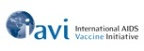 iavi International AIDS
Vaccine Initiative